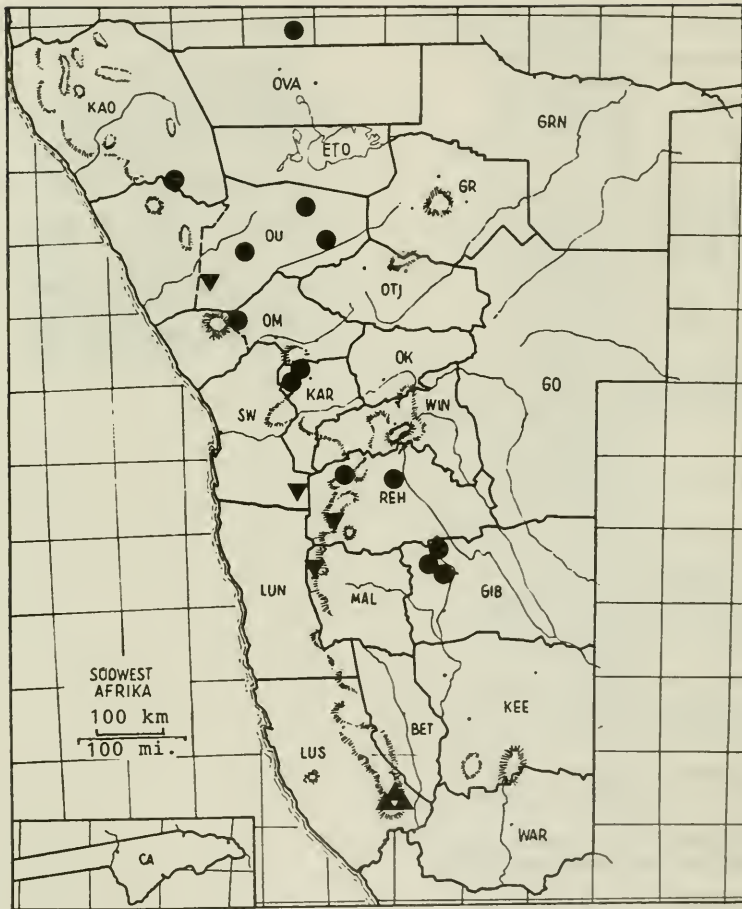 OVA
KAO
GRN
ETO
GR
OU
OTJ
OM
OK
GO
KAR
WIN
SW
REH
LUN
MAL
GIB
SÜDWEST
AFRIKA
100 km
100 mi.
KEE
BET
LUS
WAR
CA